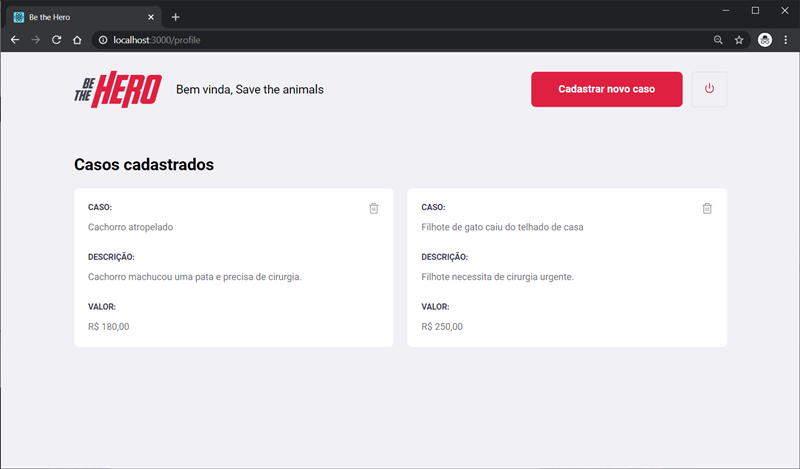 Be the Hero
localhost:3000/profile
BE THE HERO
Bem vinda, Save the animals
Cadastrar novo caso
Casos cadastrados
CASO:
Cachorro atropelado
DESCRIÇÃO:
Cachorro machucou uma pata e precisa de cirurgia.
VALOR:
R$ 180,00
CASO:
Filhote de gato caiu do telhado de casa
DESCRIÇÃO:
Filhote necessita de cirurgia urgente.
VALOR:
R$ 250,00